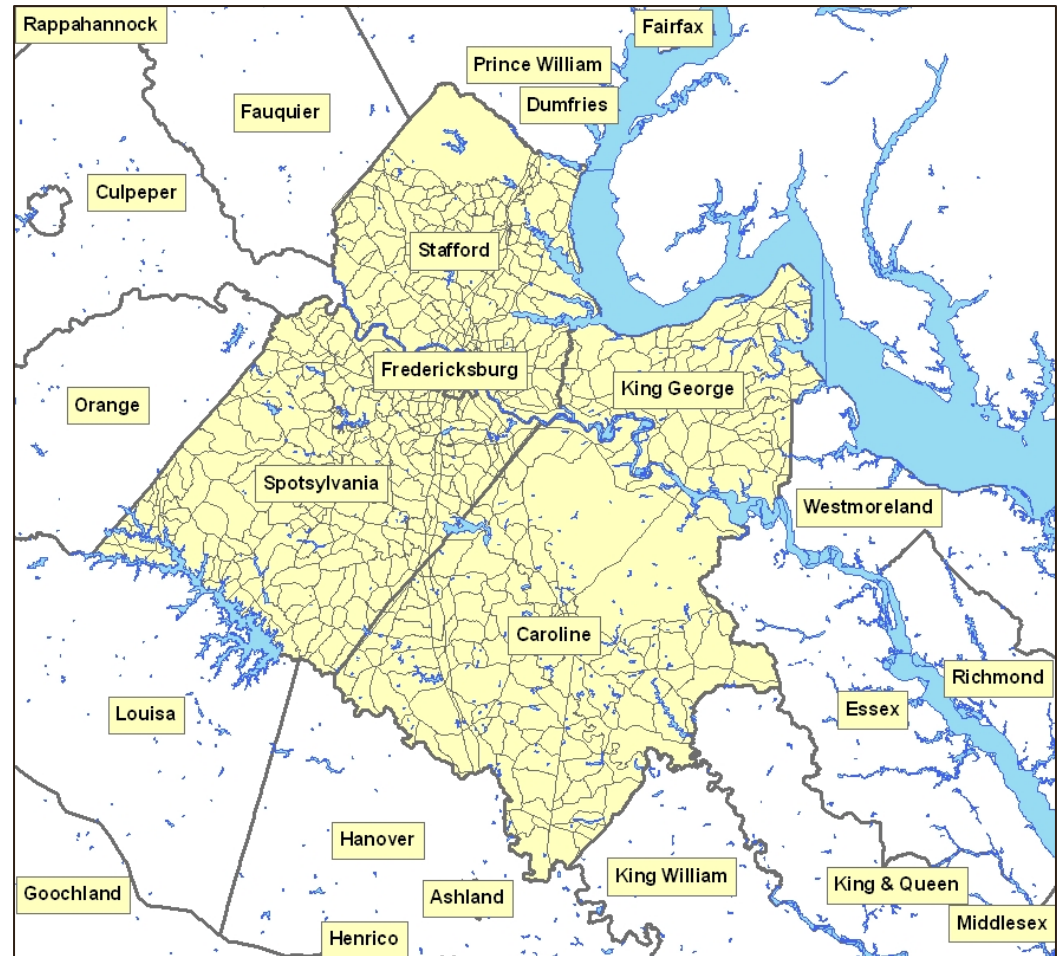 Rappahannock
Fairfax
Prince William
Dumfries
Fauquier
Culpeper
Stafford
Fredericksburg
King George
Orange
Spotsylvania
Westmoreland
Caroline
Richmond
Essex
Louisa
Hanover
King William
Goochland
Ashland
King & Queen
Middlesex
Henrico